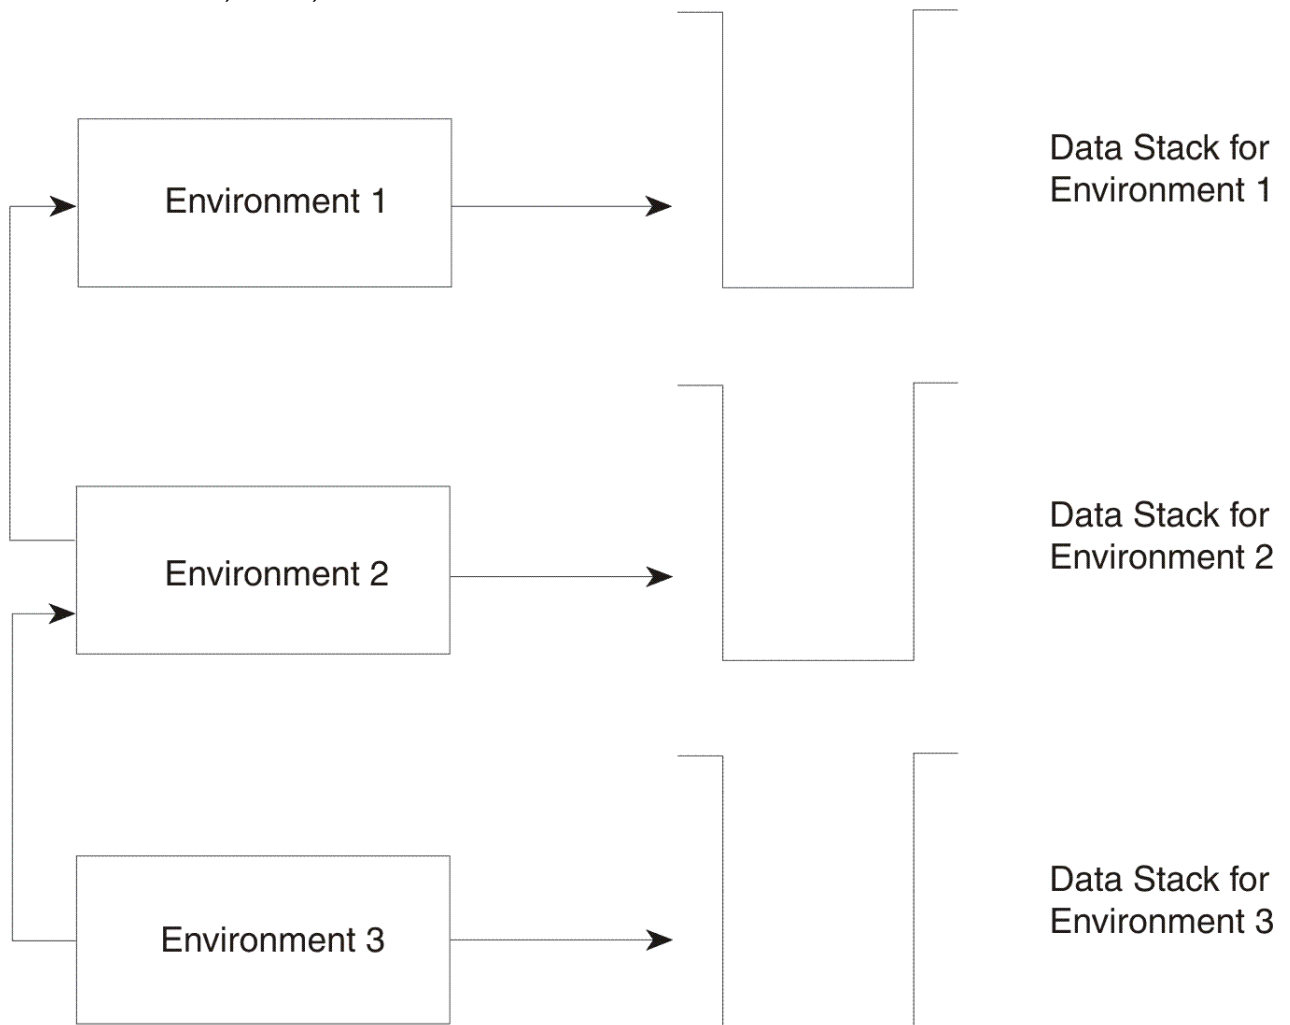 Environment 1
Data Stack for
Environment 1
Environment 2
Data Stack for
Environment 2
Environment 3
Data Stack for
Environment 3